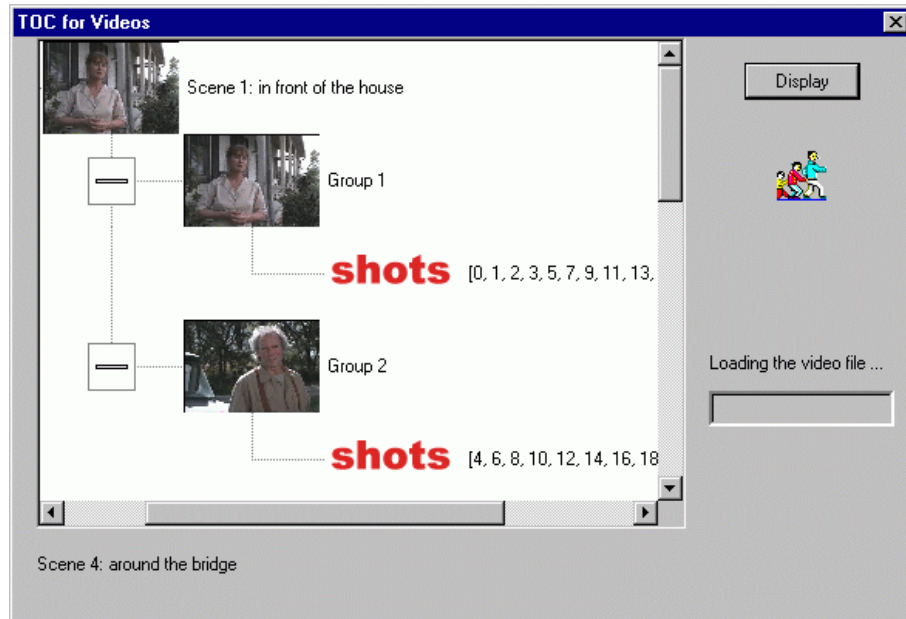 TOC for Videos
Scene 1: in front of the house
Display
Group 1
shots [0, 1, 2, 3, 5, 7, 9, 11, 13,
Group 2
Loading the video file ...
shots [4, 6, 8, 10, 12, 14, 16, 18
Scene 4: around the bridge